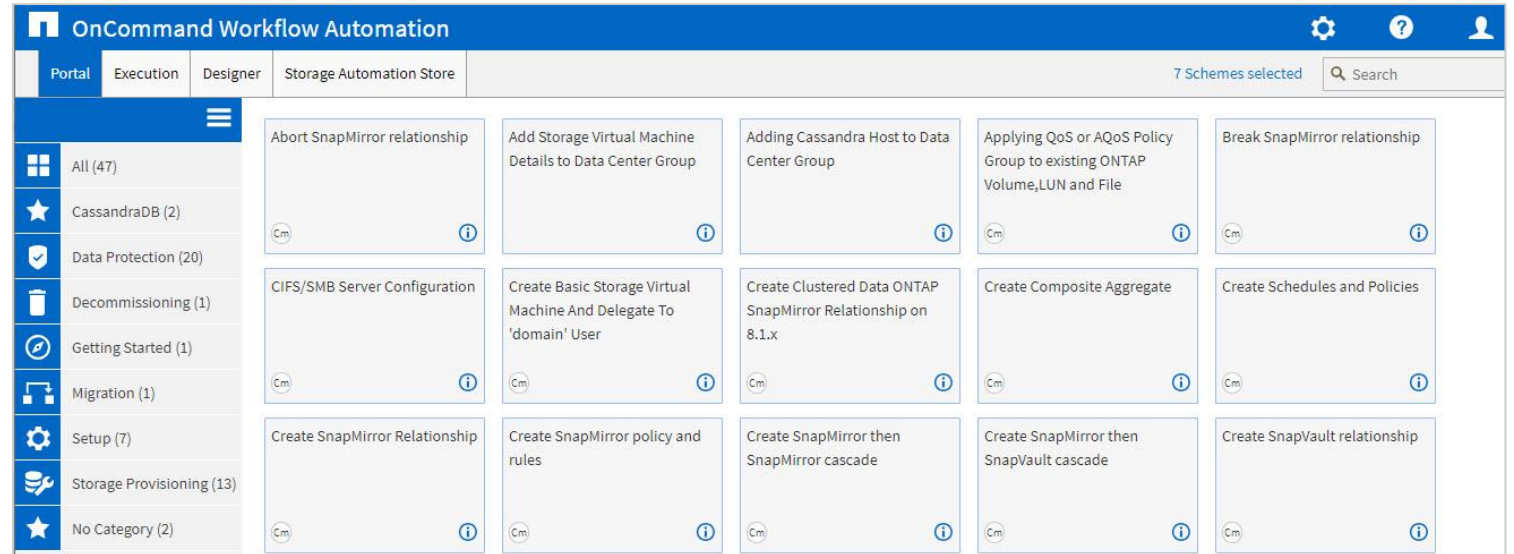 OnCommand Workflow Automation
Portal Execution Designer Storage Automation Store 7 Schemes selected Search
All (47)
CassandraDB (2)
Data Protection (20)
Decommissioning (1)
Getting Started (1)
Migration (1)
Setup (7)
Storage Provisioning (13)
No Category (2)
Abort SnapMirror relationship
Cm
Add Storage Virtual Machine
Details to Data Center Group
Adding Cassandra Host to Data
Center Group
Applying QoS or AQoS Policy
Group to existing ONTAP
Volume,LUN and File
Cm
Break SnapMirror relationship
Cm
CIFS/SMB Server Configuration
Cm
Create Basic Storage Virtual
Machine And Delegate To
'domain' User
Cm
Create Clustered Data ONTAP
SnapMirror Relationship on
8.1.x
Cm
Create Composite Aggregate
Cm
Create Schedules and Policies
Cm
Create SnapMirror Relationship
Cm
Create SnapMirror policy and
rules
Cm
Create SnapMirror then
SnapMirror cascade
Cm
Create SnapMirror then
SnapVault cascade
Cm
Create SnapVault relationship
Cm